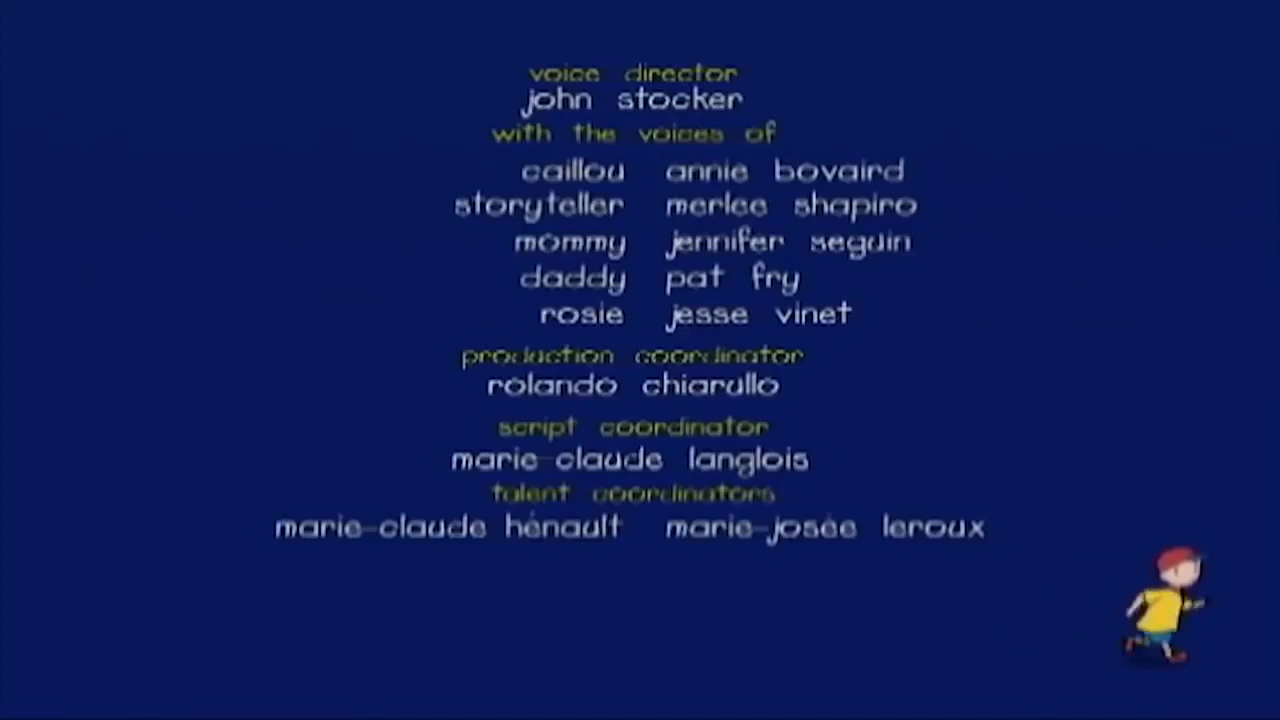 voice director
john stocker
with the voices of
caillou annie bovaird
storyteller merlee shapiro
mommy jennifer seguin
daddy pat fry
rosie jesse vinet
production coordinator
rolando chiarullo
script coordinator
marie-claude langlois
talent coordinators
marie-claude hénault marie-josée leroux